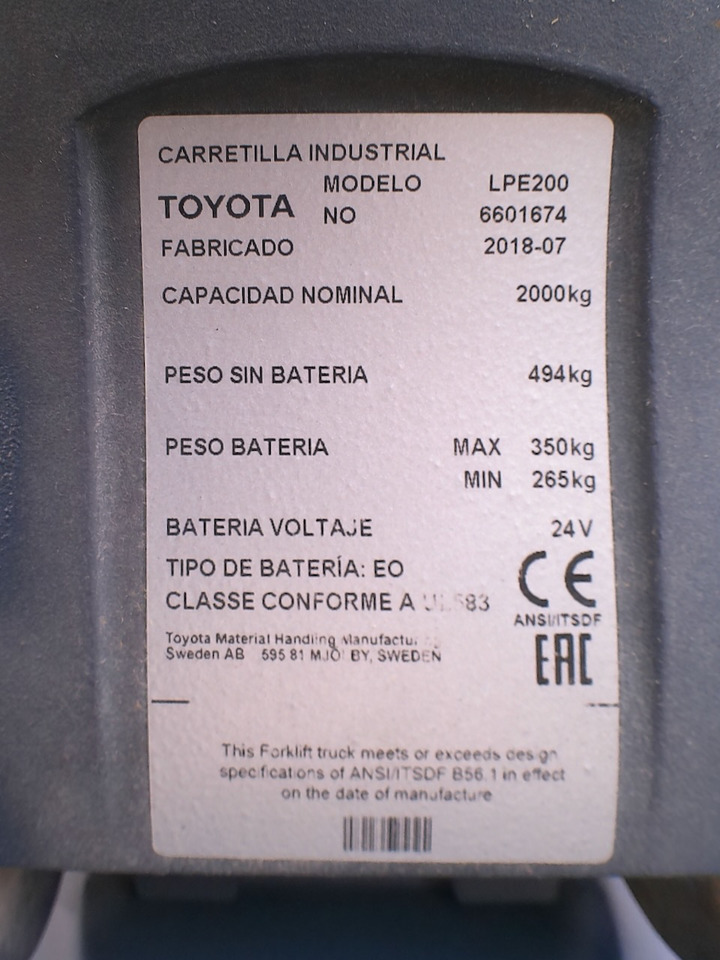 CARRETILLA INDUSTRIAL
MODELO LPE200
TOYOTA
NO 6601674
FABRICADO 2018-07
CAPACIDAD NOMINAL 2000kg
PESO SIN BATERIA 494kg
PESO BATERIA MAX 350kg
MIN 265kg
BATERIA VOLTAJE 24V
TIPO DE BATERÍA: EO
CE
CLASSE CONFORME A
ANSI/ITSDF
Toyota Material Handling
Sweden AB 595 81 SWEDEN
EAC
This Forklift truck meets or exceeds design
specifications of ANSI/ITSDF B56.1 in effect
on the date of manufacture